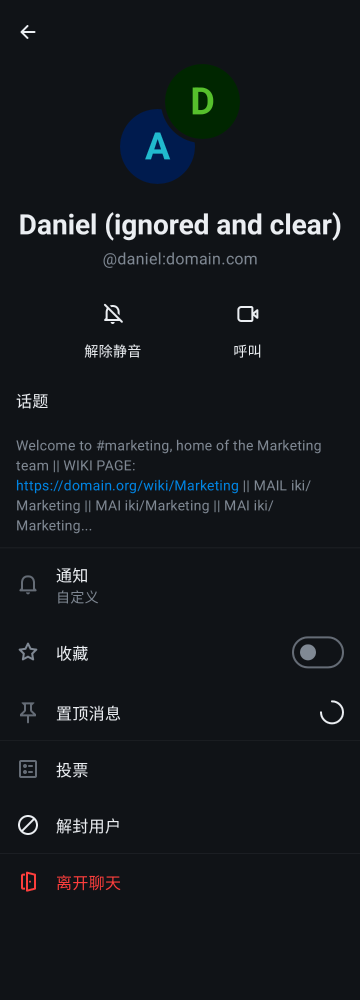 D
A
Daniel (ignored and clear)
@daniel:domain.com
解除静音 呼叫
话题
Welcome to #marketing, home of the Marketing
team || WIKI PAGE:
https://domain.org/wiki/Marketing || MAIL iki/
Marketing || MAI iki/Marketing || MAI iki/
Marketing...
通知
自定义
收藏
置顶消息
投票
解封用户
离开聊天